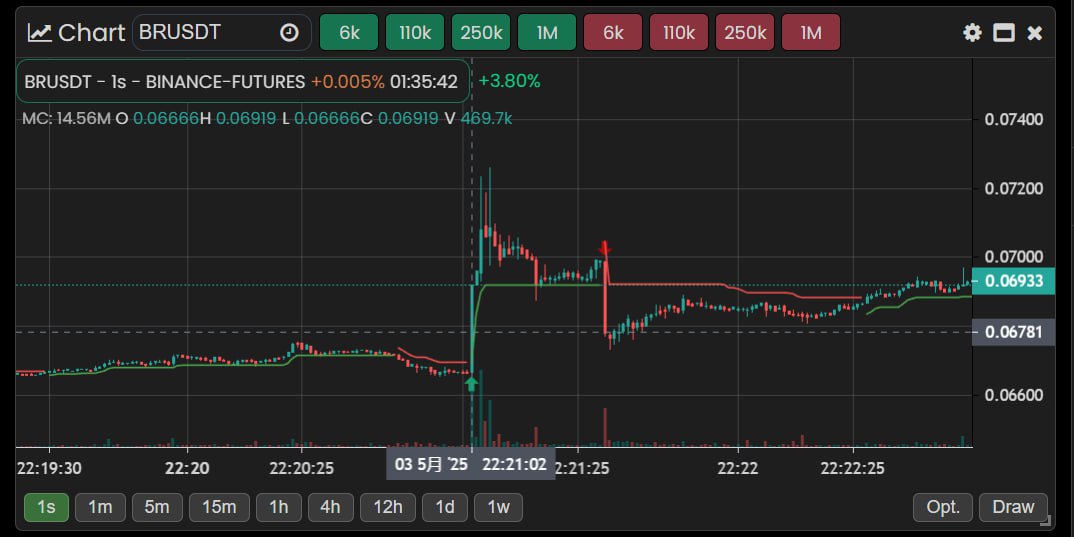 Chart BRUSDT 6k 110k 250k 1M 6k 110k 250k 1M
BRUSDT - 1s - BINANCE-FUTURES +0.005% 01:35:42 +3.80%
MC: 14.56M O 0.06666H 0.06919 L 0.06666C 0.06919 V 469.7k
0.07400
0.07200
0.07000
0.06933
0.06781
0.06600
22:19:30 22:20 22:20:25 03 5月 '25 22:21:02 22:21:25 22:22 22:22:25
1s 1m 5m 15m 1h 4h 12h 1d 1w Opt. Draw